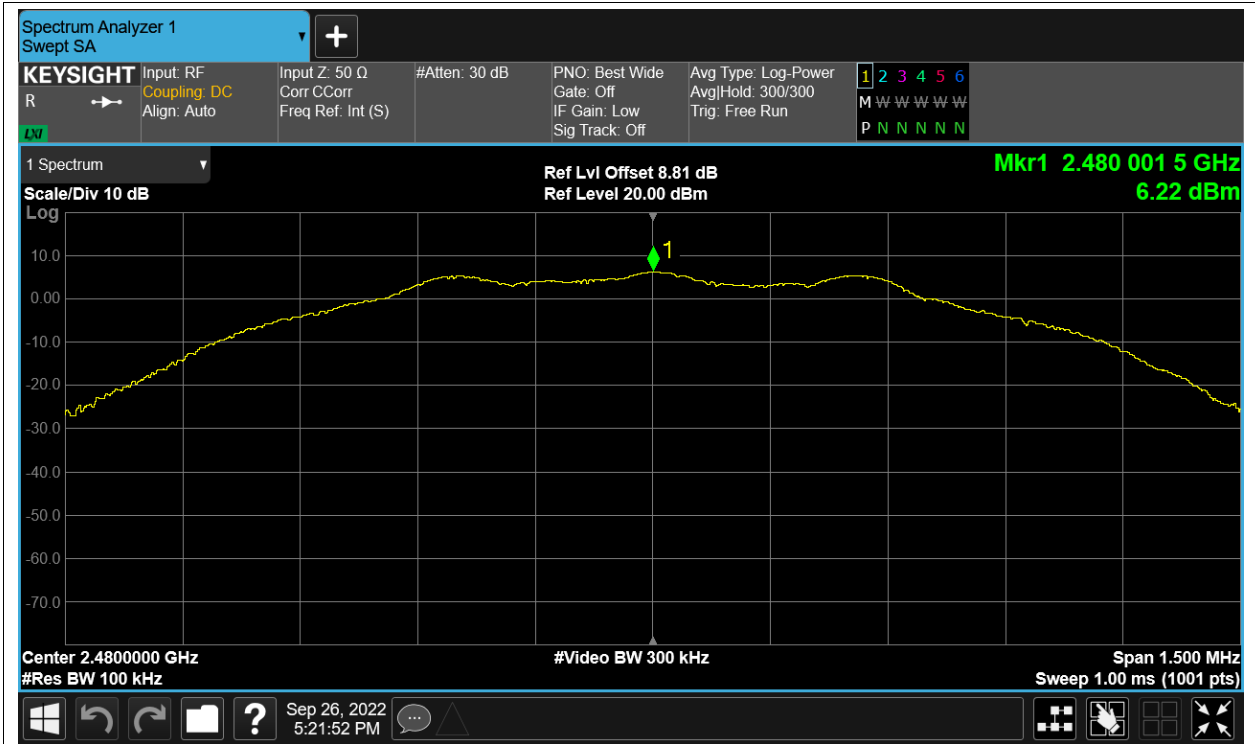 Spectrum Analyzer 1
Swept SA
KEYSIGHT
R
LXI
Input: RF
Coupling: DC
Align: Auto
Input Z: 50 Ω
Corr CCorr
Freq Ref: Int (S)
#Atten: 30 dB
PNO: Best Wide
Gate: Off
IF Gain: Low
Sig Track: Off
Avg Type: Log-Power
Avg|Hold: 300/300
Trig: Free Run
1 2 3 4 5 6
M W W W W W W
P N N N N N N
1 Spectrum
Scale/Div 10 dB
Log
Ref Lvl Offset 8.81 dB
Ref Level 20.00 dBm
Mkr1 2.480 001 5 GHz
6.22 dBm
1
10.0
0.00
-10.0
-20.0
-30.0
-40.0
-50.0
-60.0
-70.0
Center 2.4800000 GHz
#Res BW 100 kHz
#Video BW 300 kHz
Span 1.500 MHz
Sweep 1.00 ms (1001 pts)
?
Sep 26, 2022
5:21:52 PM